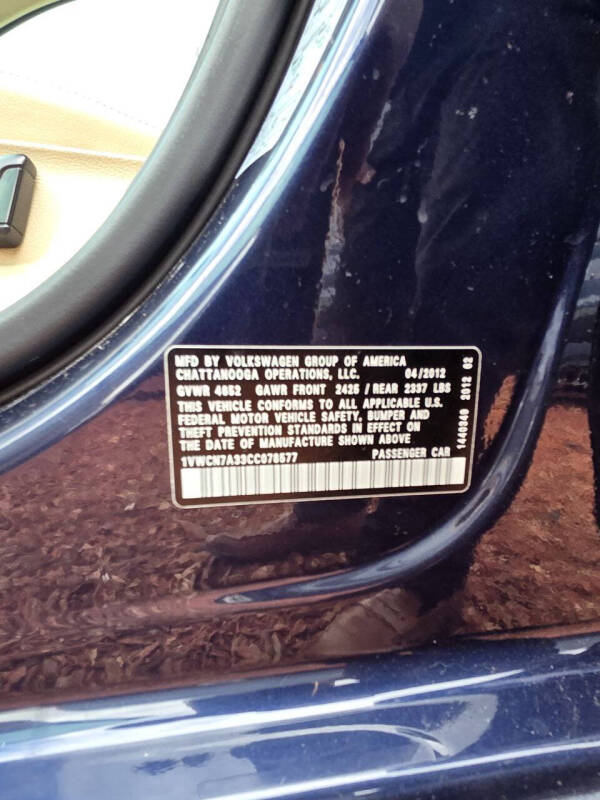 MFD BY VOLKSWAGEN GROUP OF AMERICA
CHATTANOOGA OPERATIONS, LLC. 04/2012
GVWR 4652 GAWR FRONT 2425 / REAR 2337 LBS
THIS VEHICLE CONFORMS TO ALL APPLICABLE U.S.
FEDERAL MOTOR VEHICLE SAFETY, BUMPER AND
THEFT PREVENTION STANDARDS IN EFFECT ON
THE DATE OF MANUFACTURE SHOWN ABOVE
1VWCN7A33CC078577 PASSENGER CAR
1440349 2012 02